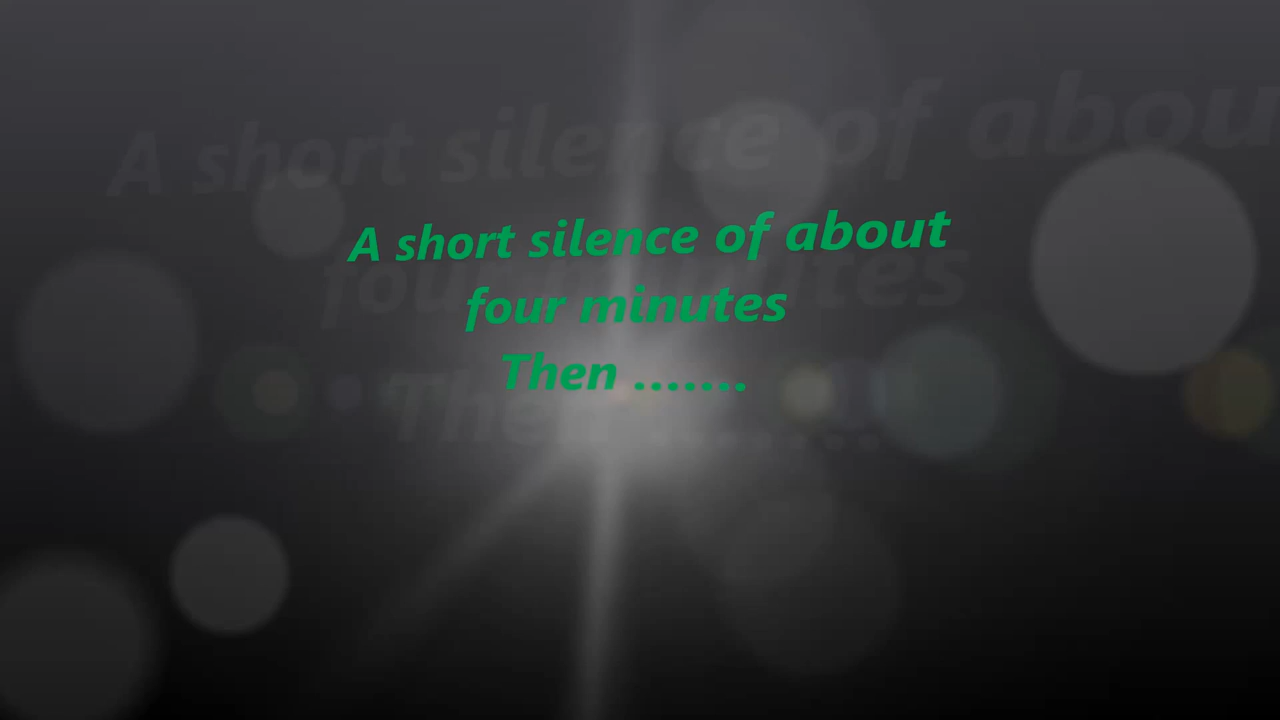 A short silence of about
four minutes
Then .......